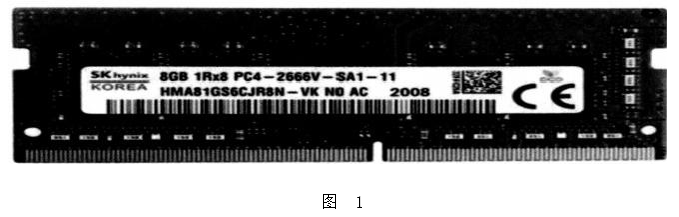 SK hynix 8GB 1Rx8 PC4-2666V-SA1-11
KOREA HMA81GS6CJR8N-VK N0 AC 2008
CE
图 1